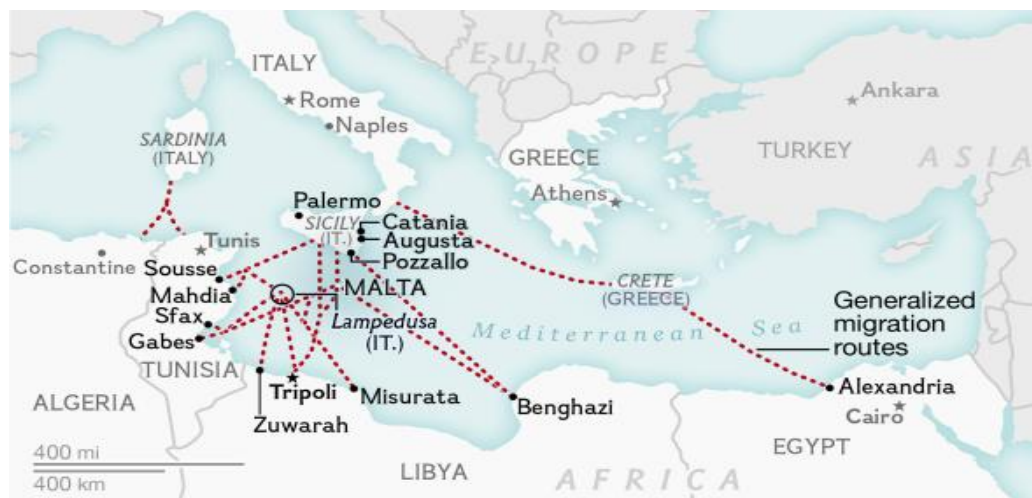 EUROPE
ITALY
Rome
Naples
Ankara
SARDINIA
(ITALY)
GREECE
TURKEY
ASIA
Athens
Palermo
SICILY
(IT.)
Catania
Augusta
Pozzallo
Tunis
Constantine
Sousse
Mahdia
MALTA
CRETE
(GREECE)
Generalized
migration
routes
Sfax
Lampedusa
(IT.)
Mediterranean Sea
Gabes
TUNISIA
Tripoli
Misurata
Benghazi
Alexandria
Cairo
ALGERIA
Zuwarah
EGYPT
400 mi
400 km
LIBYA
AFRICA